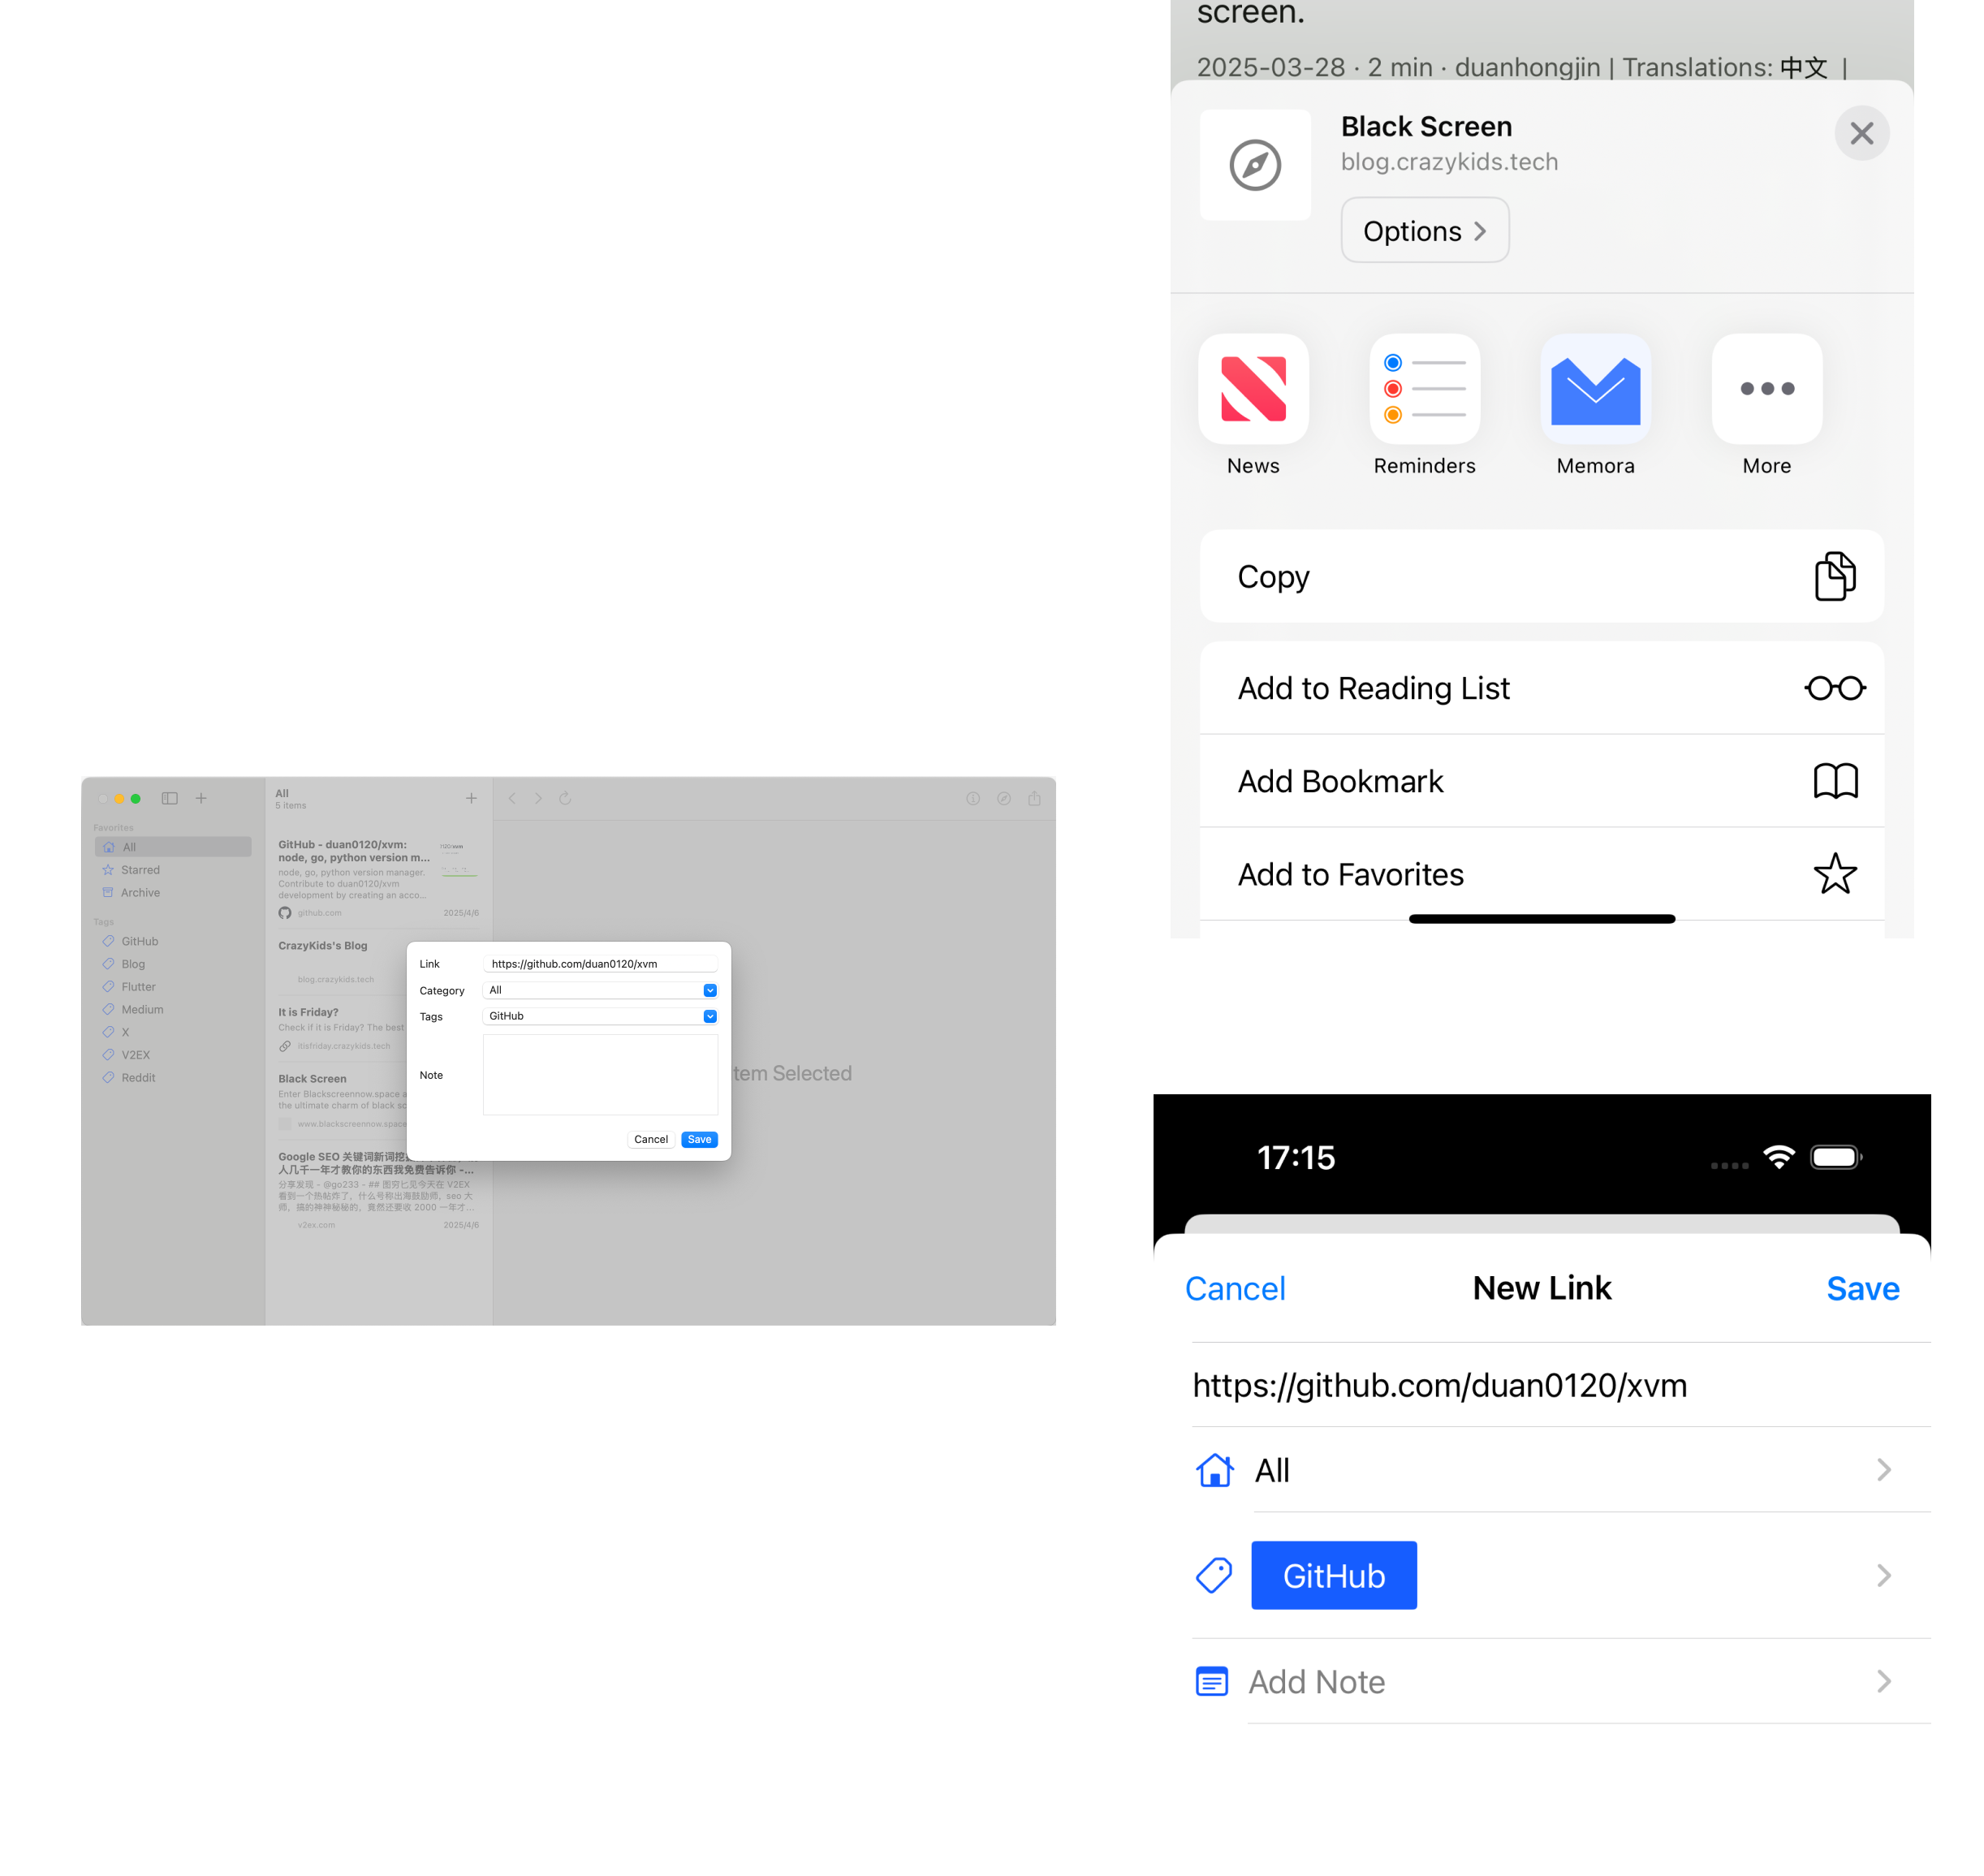 All
5 items
Favorites
All
Starred
Archive
Tags
GitHub
Blog
Flutter
Medium
X
V2EX
Reddit
GitHub - duan0120/xvm:
node, go, python version m...
node, go, python version manager.
Contribute to duan0120/xvm
development by creating an acco...
github.com 2025/4/6
CrazyKids's Blog
blog.crazykids.tech
It is Friday?
Check if it is Friday? The best
itisfriday.crazykids.tech
Black Screen
Enter Blackscreennow.space a
the ultimate charm of black sc
www.blackscreennow.space
Google SEO 关键词新词挖
人几千一年才教你的东西我免费告诉你 -...
分享发现 - @go233 - ## 图穷匕见今天在 V2EX
看到一个热帖炸了，什么号称出海鼓励师，seo 大
师，搞的神神秘秘的，竟然还要收 2000 一年才...
v2ex.com 2025/4/6
Link https://github.com/duan0120/xvm
Category All
Tags GitHub
Note
Cancel Save
tem Selected
screen.
2025-03-28 · 2 min · duanhongjin | Translations: 中文 |
Black Screen
blog.crazykids.tech
Options
News Reminders Memora More
Copy
Add to Reading List
Add Bookmark
Add to Favorites
17:15
Cancel New Link Save
https://github.com/duan0120/xvm
All
GitHub
Add Note